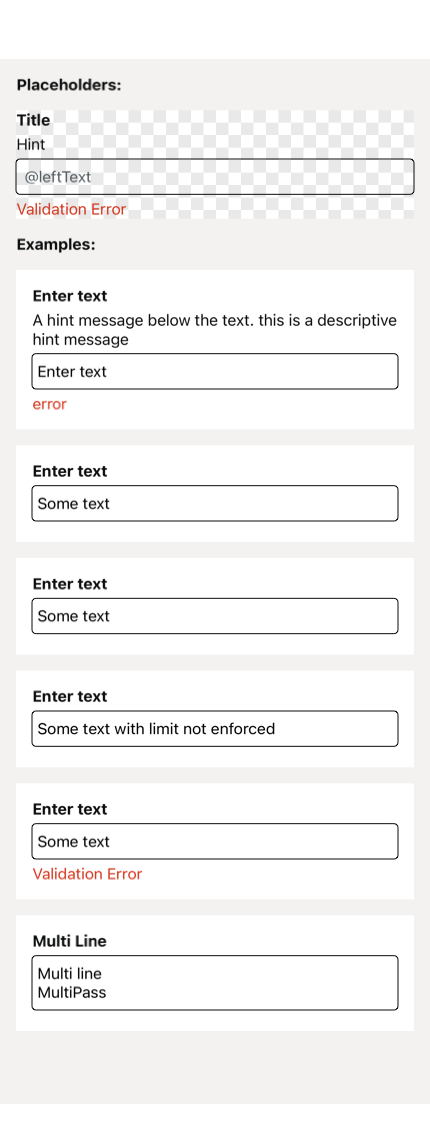 Placeholders:
Title
Hint
@leftText
Validation Error
Examples:
Enter text
A hint message below the text. this is a descriptive
hint message
Enter text
error
Enter text
Some text
Enter text
Some text
Enter text
Some text with limit not enforced
Enter text
Some text
Validation Error
Multi Line
Multi line
MultiPass